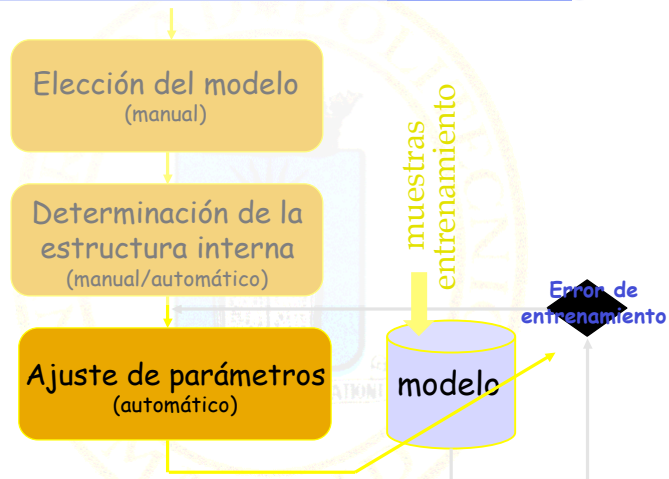 Elección del modelo
(manual)
Determinación de la
estructura interna
(manual/automático)
Ajuste de parámetros
(automático)
muestras
entrenamiento
modelo
Error de
entrenamiento